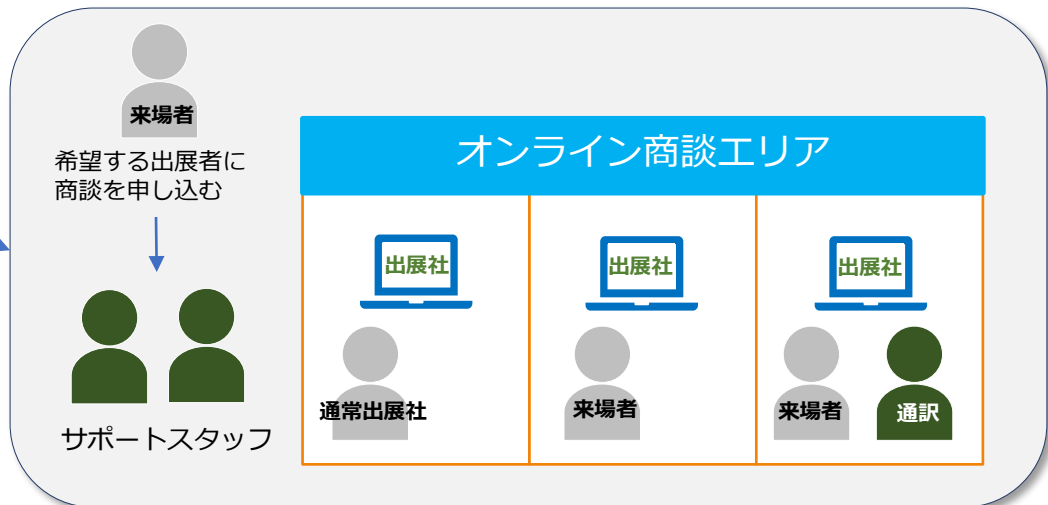 来場者
希望する出展者に
商談を申し込む
サポートスタッフ
オンライン商談エリア
出展社
通常出展社
出展社
来場者
出展社
来場者
通訳